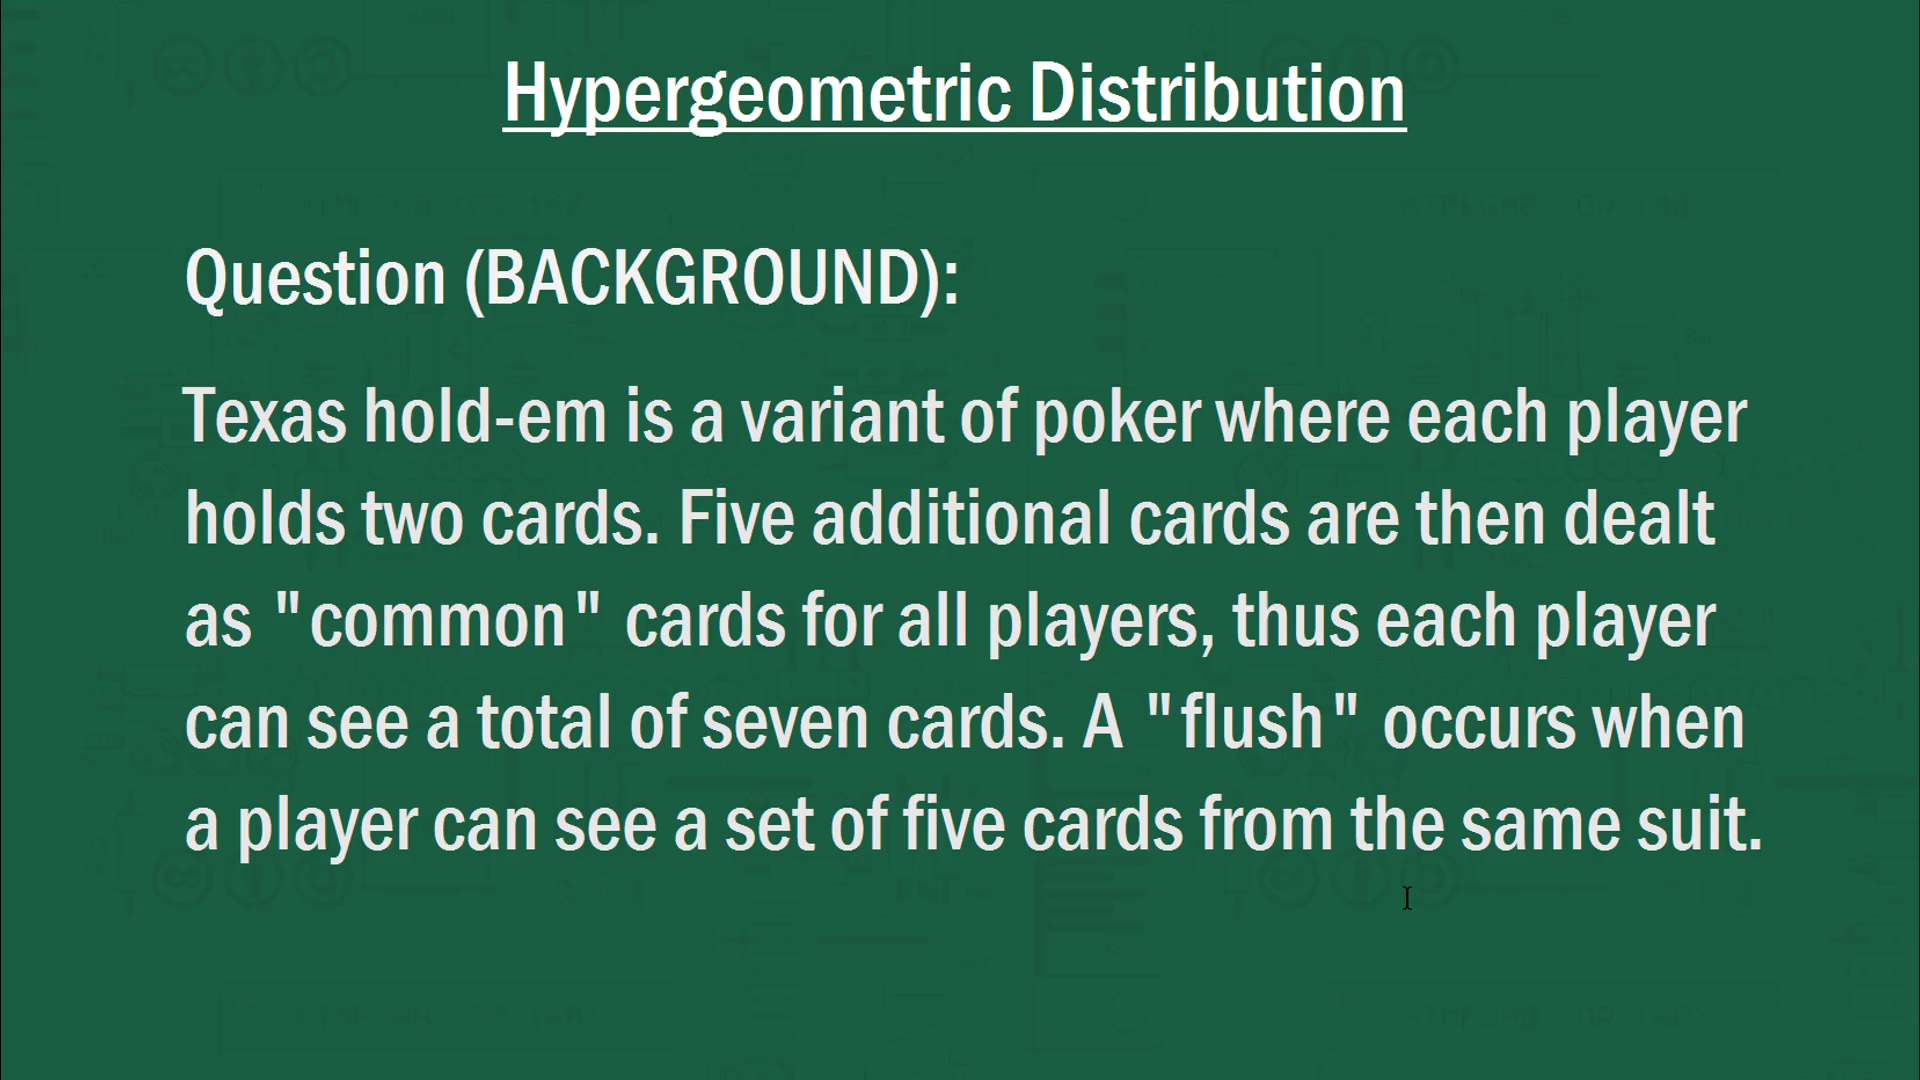 Hypergeometric Distribution
Question (BACKGROUND):
Texas hold-em is a variant of poker where each player
holds two cards. Five additional cards are then dealt
as "common" cards for all players, thus each player
can see a total of seven cards. A "flush" occurs when
a player can see a set of five cards from the same suit.